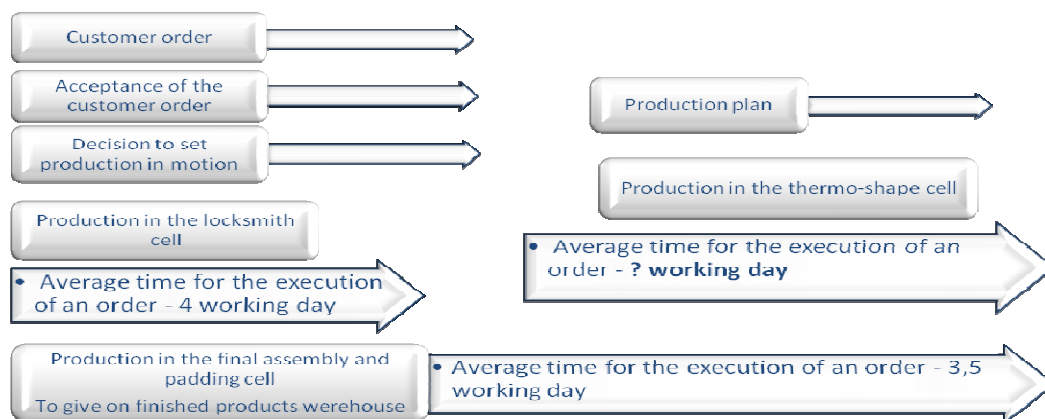 Customer order
Acceptance of the
customer order
Decision to set
production in motion
Production plan
Production in the locksmith
cell
Production in the thermo-shape cell
• Average time for the execution
of an order - 4 working day
• Average time for the execution of an
order - ? working day
Production in the final assembly and
padding cell
To give on finished products werehouse
• Average time for the execution of an order - 3,5
working day